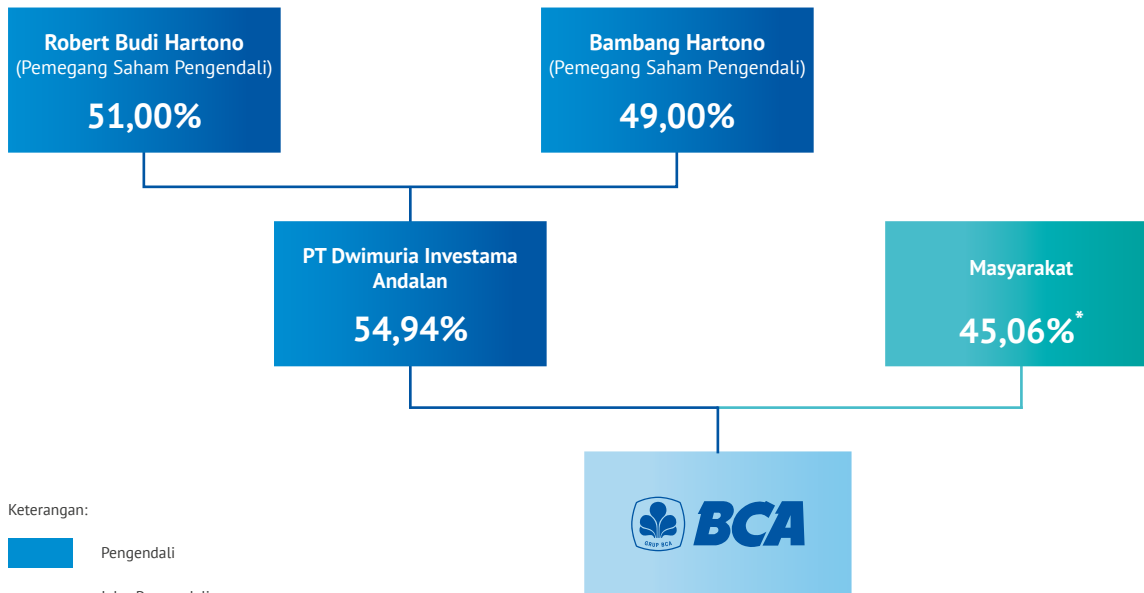 Robert Budi Hartono
(Pemegang Saham Pengendali)
51,00%
Bambang Hartono
(Pemegang Saham Pengendali)
49,00%
PT Dwimuria Investama
Andalan
54,94%
Masyarakat
45,06%*
GRUP BCA
BCA
Keterangan:
Pengendali